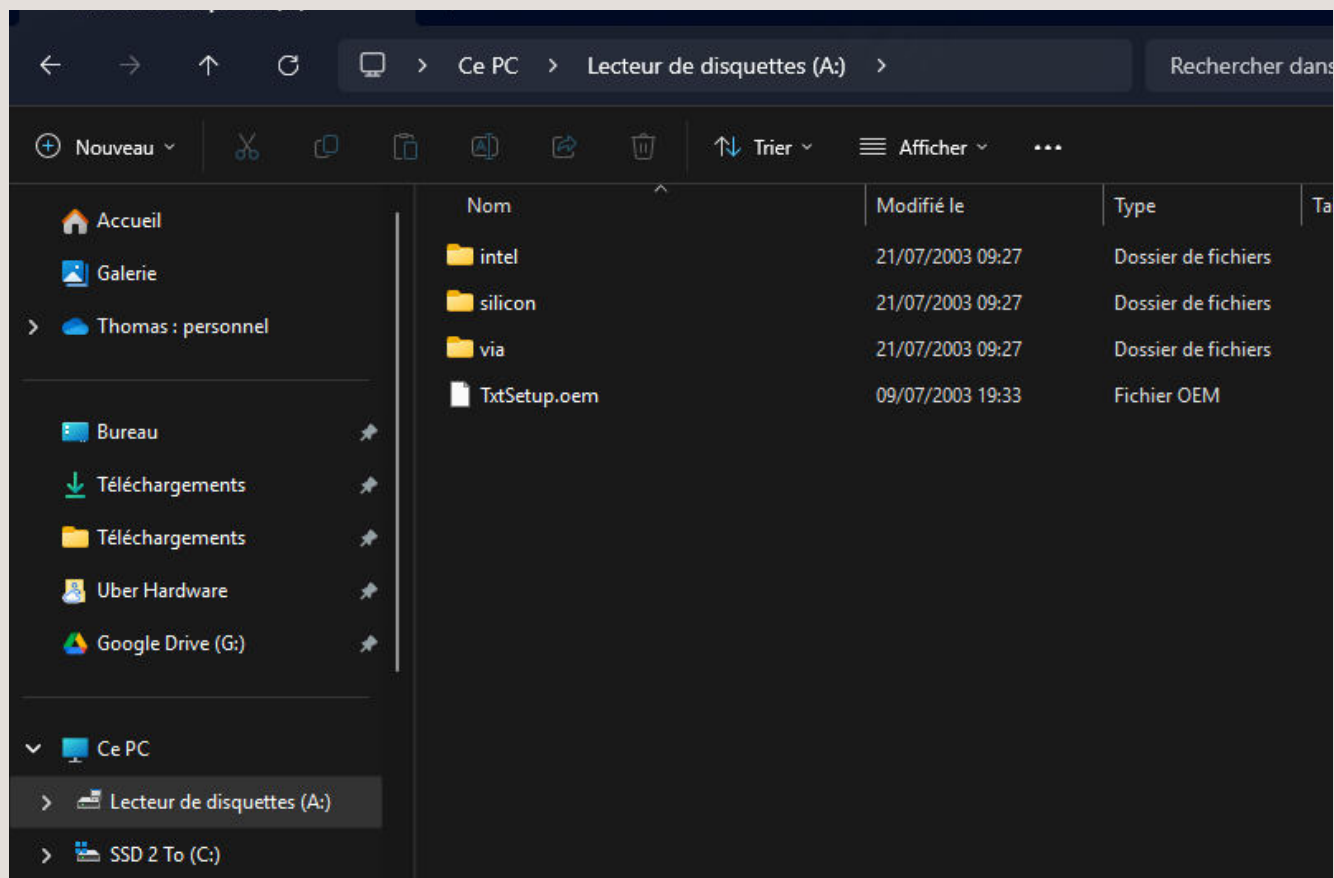 Ce PC > Lecteur de disquettes (A:) > Rechercher dans
Nouveau Trier Afficher
Nom Modifié le Type Ta
Accueil
Galerie
Thomas : personnel
Bureau
Téléchargements
Téléchargements
Uber Hardware
Google Drive (G:)
Ce PC
Lecteur de disquettes (A:)
SSD 2 To (C:)
intel 21/07/2003 09:27 Dossier de fichiers
silicon 21/07/2003 09:27 Dossier de fichiers
via 21/07/2003 09:27 Dossier de fichiers
TxtSetup.oem 09/07/2003 19:33 Fichier OEM